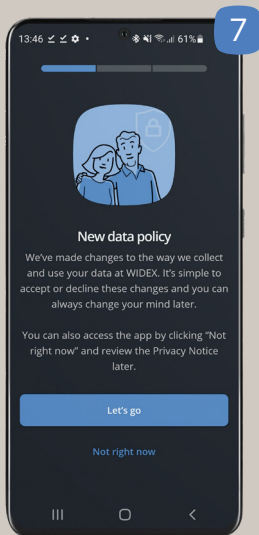 7
13:46
61%
New data policy
We've made changes to the way we collect
and use your data at WIDEX. It's simple to
accept or decline these changes and you can
always change your mind later.
You can also access the app by clicking "Not
right now" and review the Privacy Notice
later.
Let's go
Not right now